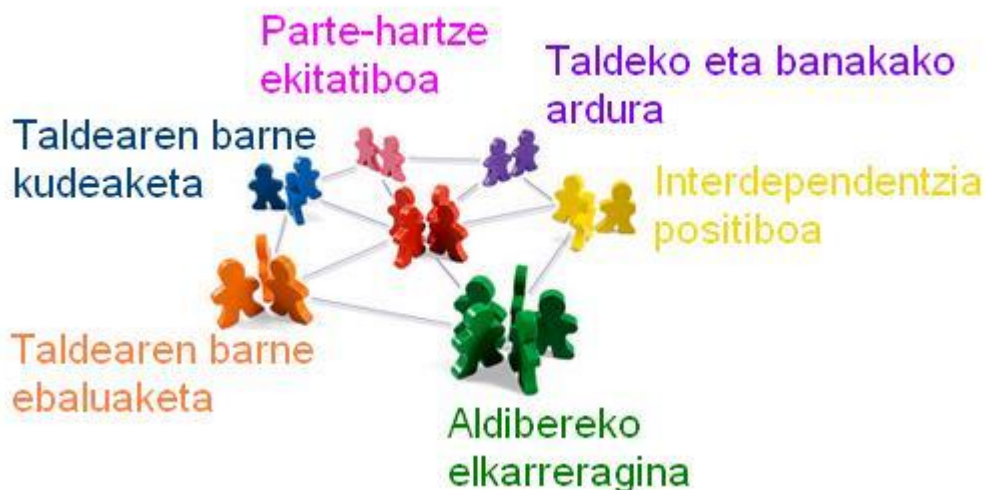 Parte-hartze
ekitatiboa
Taldeko eta banakako
ardura
Taldearen barne
kudeaketa
Interdependentzia
positiboa
Taldearen barne
ebaluaketa
Aldibereko
elkarreragina